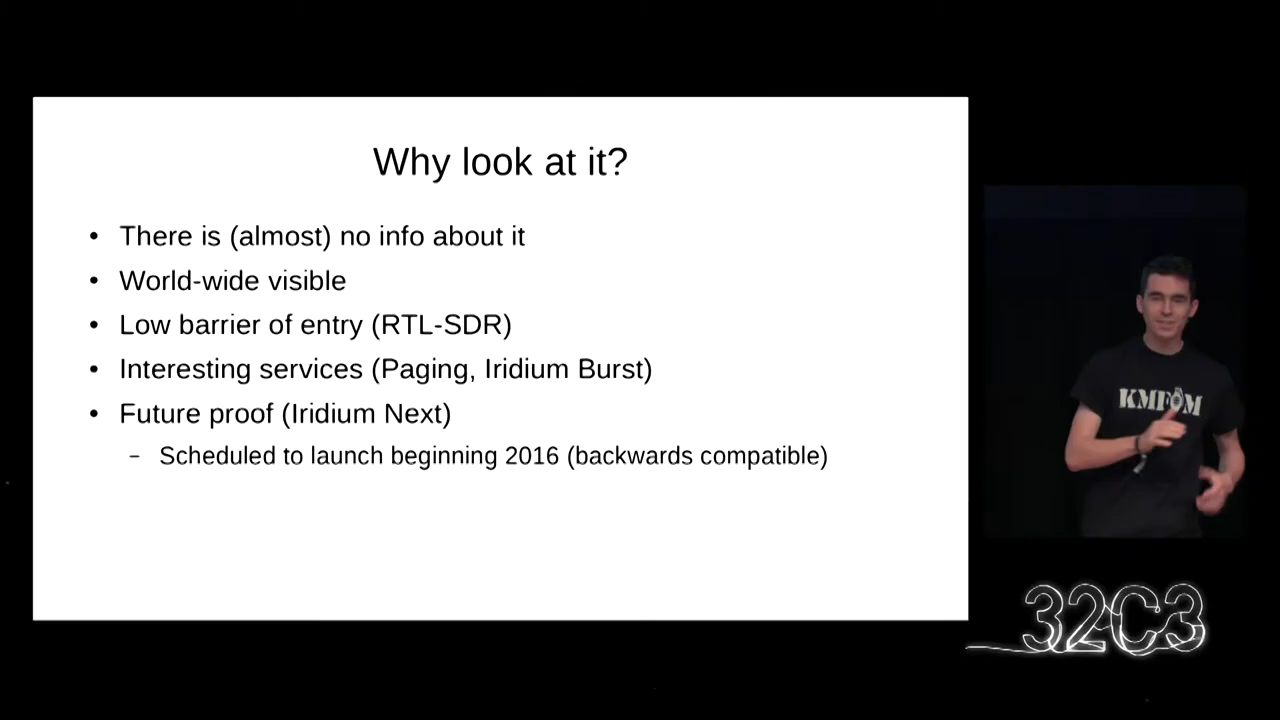 Why look at it?
• There is (almost) no info about it
• World-wide visible
• Low barrier of entry (RTL-SDR)
• Interesting services (Paging, Iridium Burst)
• Future proof (Iridium Next)
– Scheduled to launch beginning 2016 (backwards compatible)
KMFDM
32C3